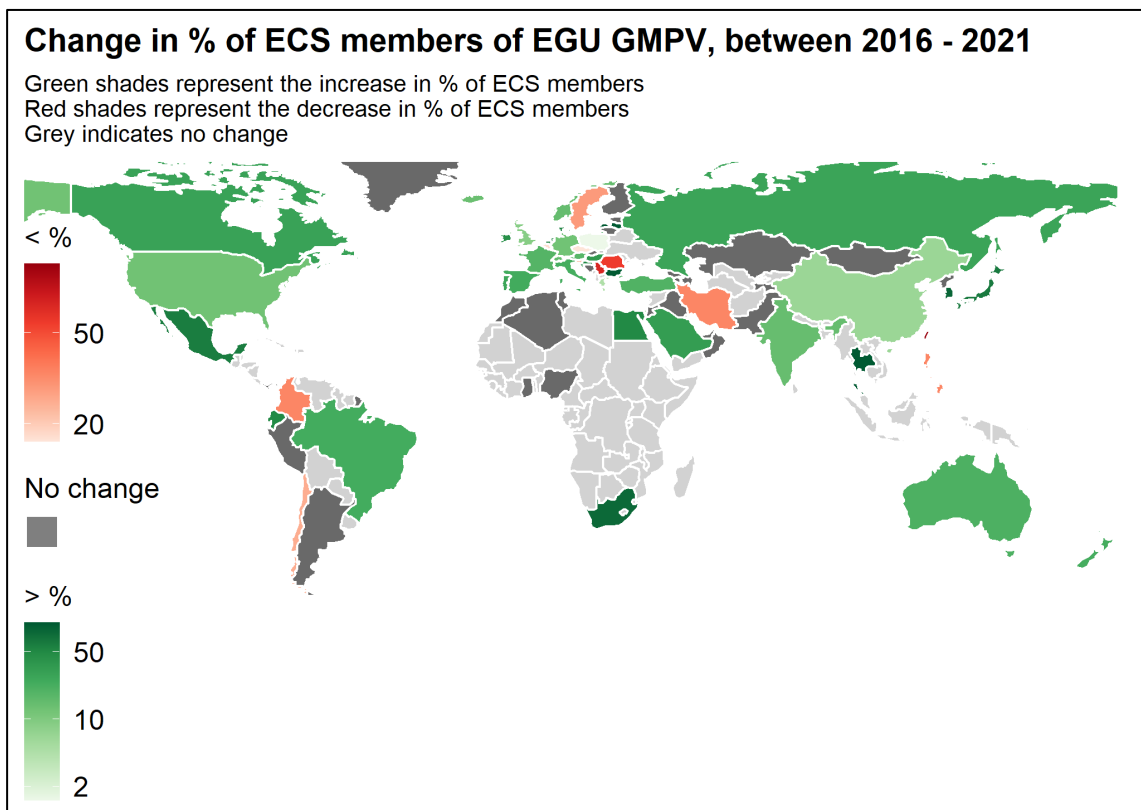 Change in % of ECS members of EGU GMPV, between 2016 - 2021
Green shades represent the increase in % of ECS members
Red shades represent the decrease in % of ECS members
Grey indicates no change
< %
50
20
No change
> %
50
10
2